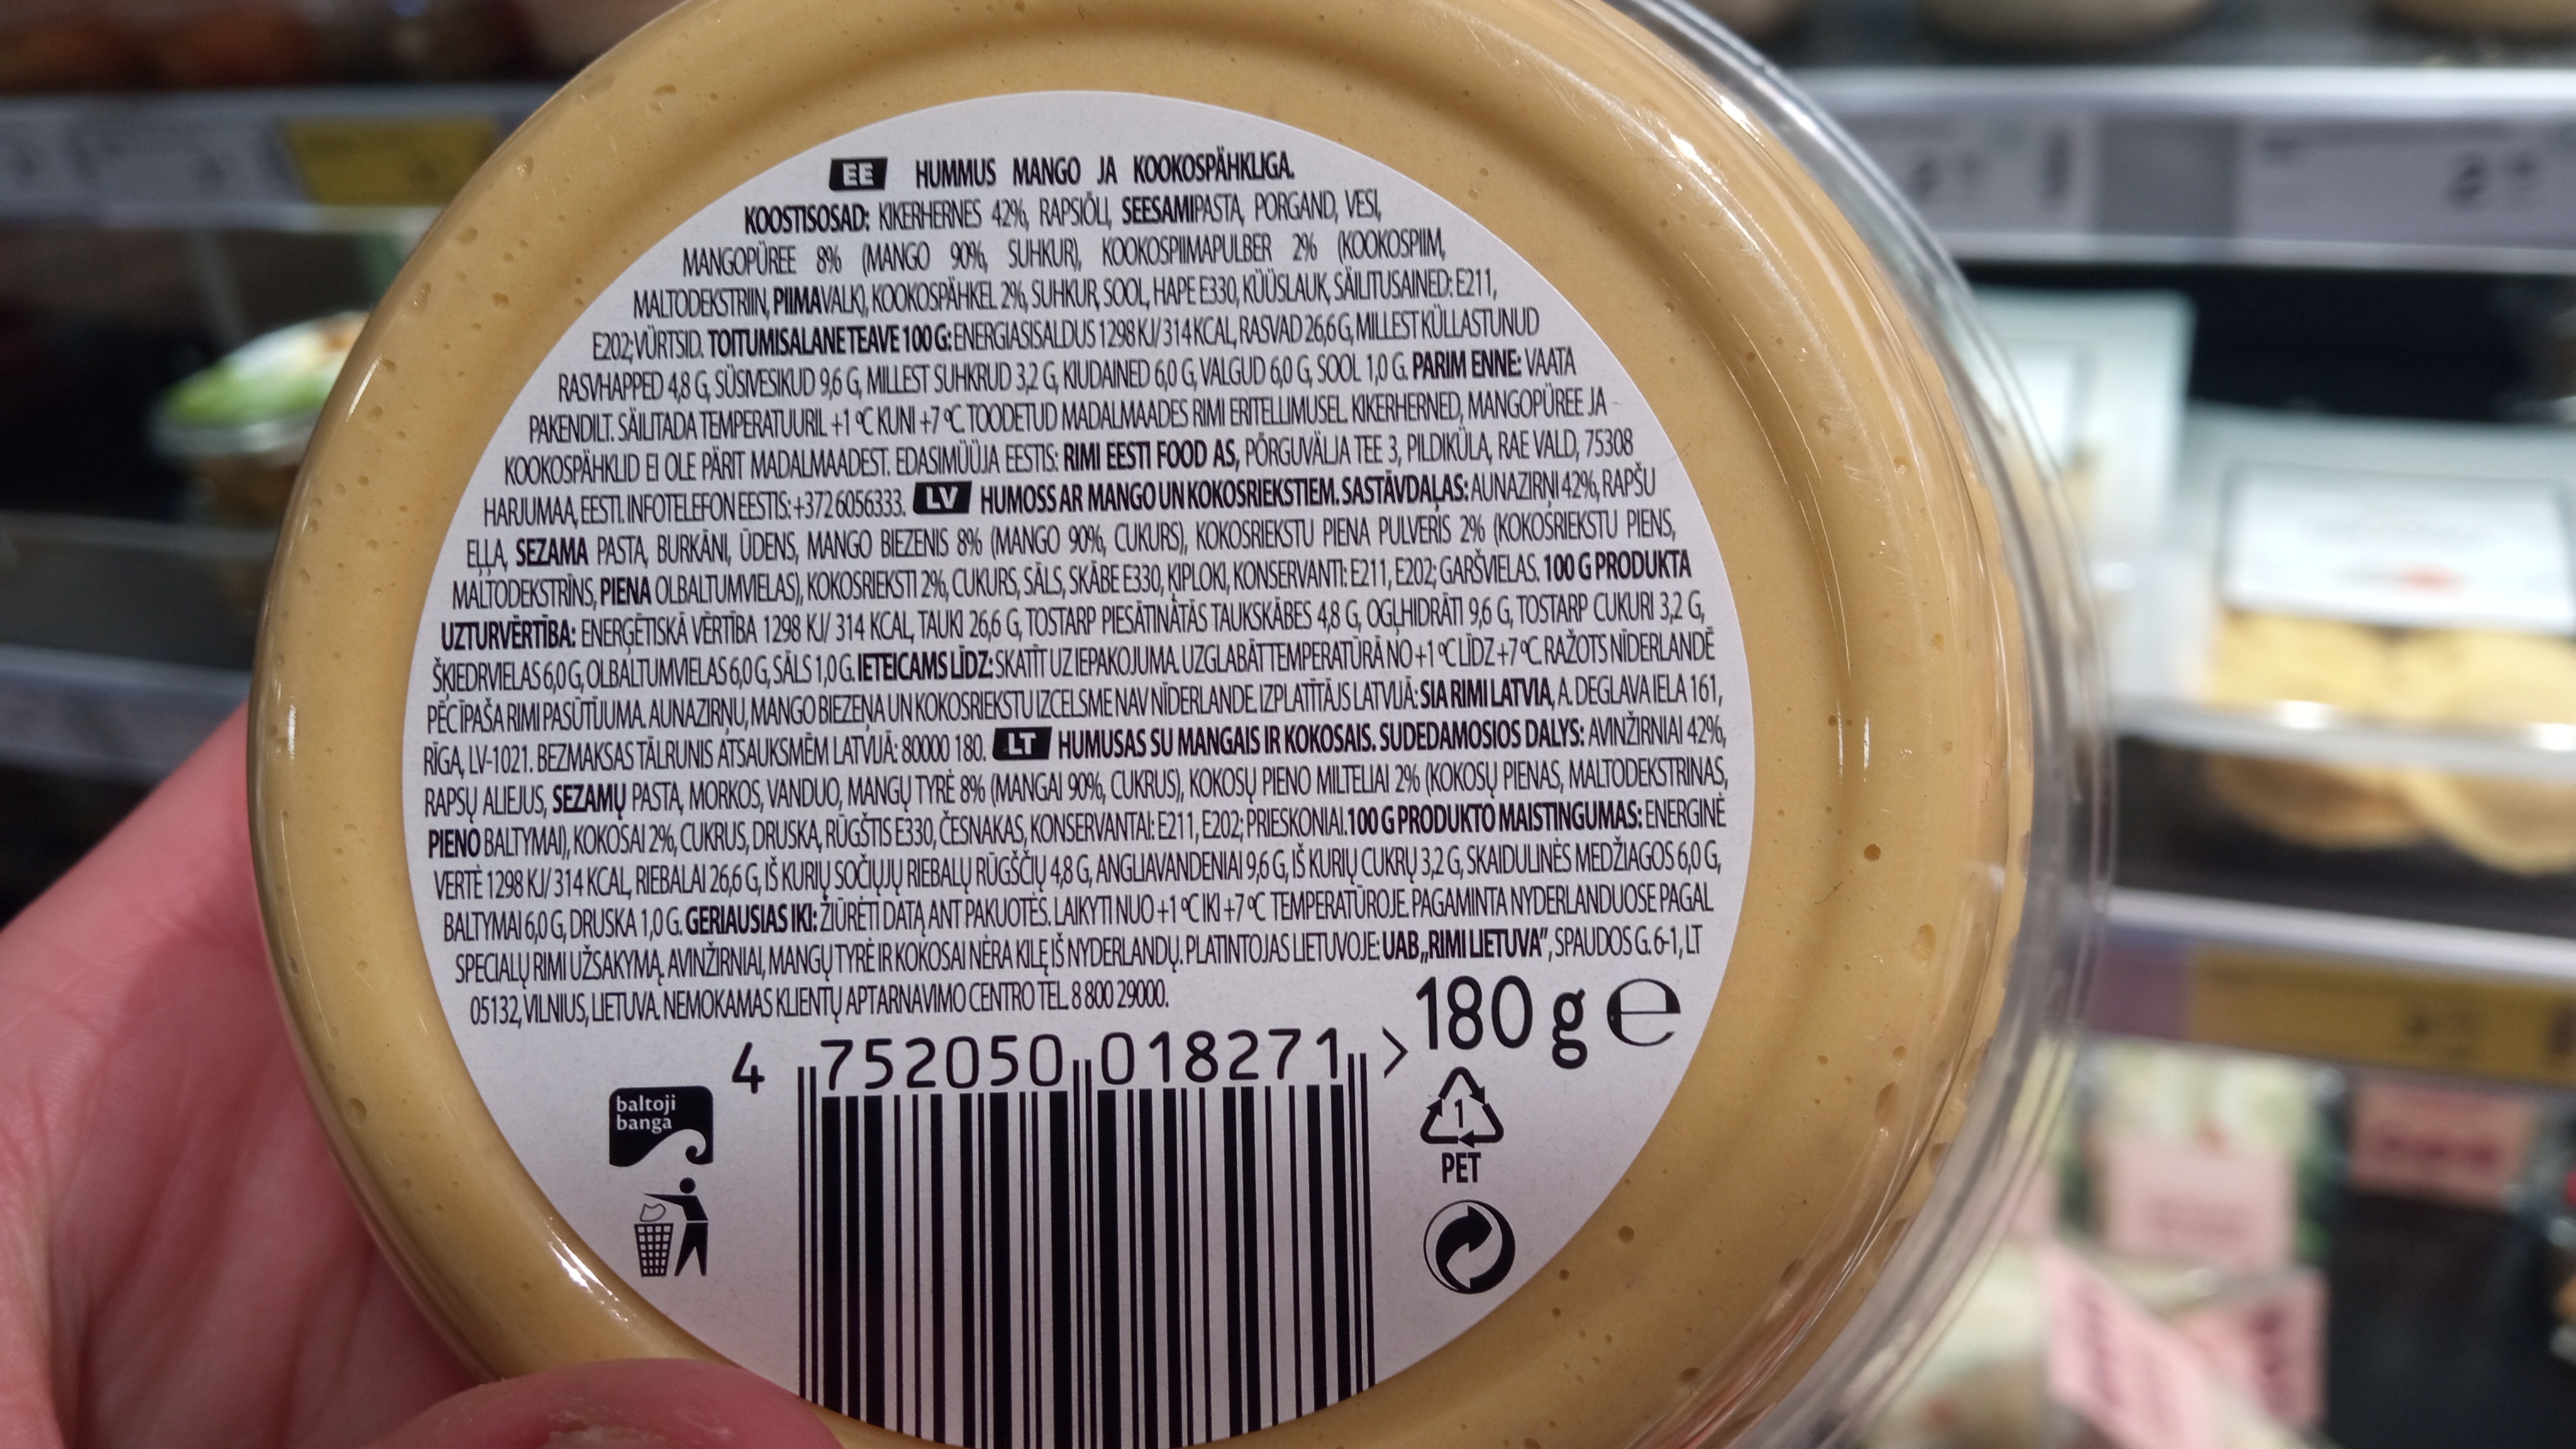 EE HUMMUS MANGO JA KOOKOSPÄHKLIGA.
KOOSTISOSAD: KIKERHERNES 42%, RAPSIÕLI, SEESAMIPASTA, PORGAND, VESI,
MANGOPÜREE 8% (MANGO 90%, SUHKUR), KOOKOSPIIMAPULBER 2% (KOOKOSPIIM,
MALTODEKSTRIIN, PIIMAVALK), KOOKOSPÄHKEL 2%, SUHKUR, SOOL, HAPE E330, KÜÜSLAUK, SÄILITUSAINED: E211,
E202; VÜRTSID. TOITUMISALANE TEAVE 100 G: ENERGIASISALDUS 1298 KJ/ 314 KCAL, RASVAD 26,6 G, MILLEST KÜLLASTUNUD
RASVHAPPED 4,8 G, SÜSIVESIKUD 9,6 G, MILLEST SUHKRUD 3,2 G, KIUDAINED 6,0 G, VALGUD 6,0 G, SOOL 1,0 G. PARIM ENNE: VAATA
PAKENDILT. SÄILITADA TEMPERATUURIL +1 °C KUNI +7 °C. TOODETUD MADALMAADES RIMI ERITELLIMUSEL. KIKERHERNED, MANGOPÜREE JA
KOOKOSPÄHKLID EI OLE PÄRIT MADALMAADEST. EDASIMÜÜJA EESTIS: RIMI EESTI FOOD AS, PÕRGUVÄLJA TEE 3, PILDIKÜLA, RAE VALD, 75308
HARJUMAA, EESTI. INFOTELEFON EESTIS: +372 6056333. LV HUMOSS AR MANGO UN KOKOSRIEKSTIEM. SASTĀVDAĻAS: AUNAZIRŅI 42%, RAPŠU
EĻĻA, SEZAMA PASTA, BURKĀNI, ŪDENS, MANGO BIEZENIS 8% (MANGO 90%, CUKURS), KOKOSRIEKSTU PIENA PULVERIS 2% (KOKOSRIEKSTU PIENS,
MALTODEKSTRĪNS, PIENA OLBALTUMVIELAS), KOKOSRIEKSTI 2%, CUKURS, SĀLS, SKĀBE E330, ĶIPLOKI, KONSERVANTI: E211, E202; GARŠVIELAS. 100 G PRODUKTA
UZTURVĒRTĪBA: ENERĢĒTISKĀ VĒRTĪBA 1298 KJ/ 314 KCAL, TAUKI 26,6 G, TOSTARP PIESĀTINĀTĀS TAUKSKĀBES 4,8 G, OGĻHIDRĀTI 9,6 G, TOSTARP CUKURI 3,2 G,
ŠĶIEDRVIELAS 6,0 G, OLBALTUMVIELAS 6,0 G, SĀLS 1,0 G. IETEICAMS LĪDZ: SKATĪT UZ IEPAKOJUMA. UZGLABĀT TEMPERATŪRĀ NO +1 °C LĪDZ +7 °C. RAŽOTS NĪDERLANDĒ
PĒC ĪPAŠA RIMI PASŪTĪJUMA. AUNAZIRŅU, MANGO BIEZEŅA UN KOKOSRIEKSTU IZCELSME NAV NĪDERLANDE. IZPLATĪTĀJS LATVIJĀ: SIA RIMI LATVIA, A. DEGLAVA IELA 161,
RĪGA, LV-1021. BEZMAKSAS TĀLRUNIS ATSAUKSMĒM LATVIJĀ: 80000 180. LT HUMUSAS SU MANGAIS IR KOKOSAIS. SUDEDAMOSIOS DALYS: AVINŽIRNIAI 42%,
RAPSŲ ALIEJUS, SEZAMŲ PASTA, MORKOS, VANDUO, MANGŲ TYRĖ 8% (MANGAI 90%, CUKRUS), KOKOSŲ PIENO MILTELIAI 2% (KOKOSŲ PIENAS, MALTODEKSTRINAS,
PIENO BALTYMAI), KOKOSAI 2%, CUKRUS, DRUSKA, RŪGŠTIS E330, ČESNAKAS, KONSERVANTAI: E211, E202; PRIESKONIAI. 100 G PRODUKTO MAISTINGUMAS: ENERGINĖ
VERTĖ 1298 KJ/ 314 KCAL, RIEBALAI 26,6 G, IŠ KURIŲ SOČIŲJŲ RIEBALŲ RŪGŠČIŲ 4,8 G, ANGLIAVANDENIAI 9,6 G, IŠ KURIŲ CUKRŲ 3,2 G, SKAIDULINĖS MEDŽIAGOS 6,0 G,
BALTYMAI 6,0 G, DRUSKA 1,0 G. GERIAUSIAS IKI: ŽIŪRĖTI DATĄ ANT PAKUOTĖS. LAIKYTI NUO +1 °C IKI +7 °C TEMPERATŪROJE. PAGAMINTA NYDERLANDUOSE PAGAL
SPECIALŲ RIMI UŽSAKYMĄ. AVINŽIRNIAI, MANGŲ TYRĖ IR KOKOSAI NĖRA KILĘ IŠ NYDERLANDŲ. PLATINTOJAS LIETUVOJE: UAB „RIMI LIETUVA", SPAUDOS G. 6-1, LT
05132, VILNIUS, LIETUVA. NEMOKAMAS KLIENTŲ APTARNAVIMO CENTRO TEL. 8 800 29000.
180 g e
4 752050 018271 >
baltoji
banga
1
PET